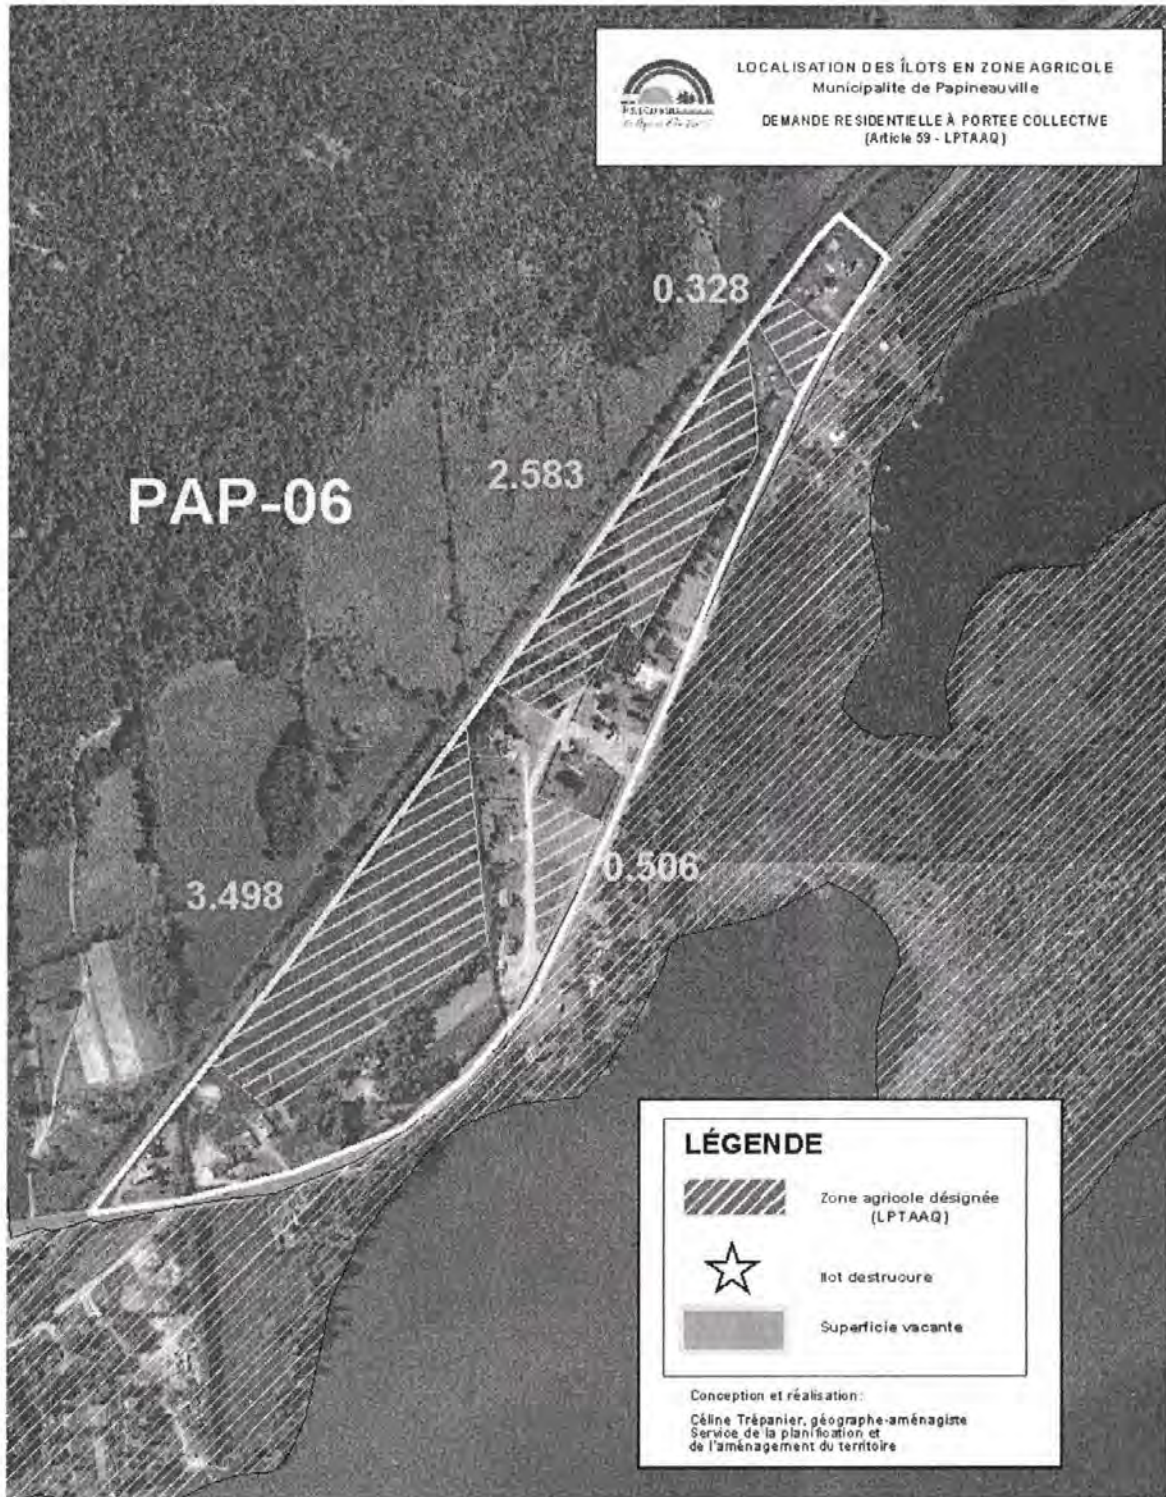 LOCALISATION DES ÎLOTS EN ZONE AGRICOLE
Municipalite de Papineauville
DEMANDE RESIDENTIELLE À PORTEE COLLECTIVE
(Article 59 - LPTAAQ)
0.328
2.583
PAP-06
0.506
3.498
LÉGENDE
Zone agricole désignée
(LPTAAQ)
Ilot destrucure
Superficie vacante
Conception et réalisation:
Céline Trépanier, géographe-aménagiste
Service de la planification et
de l'aménagement du territoire